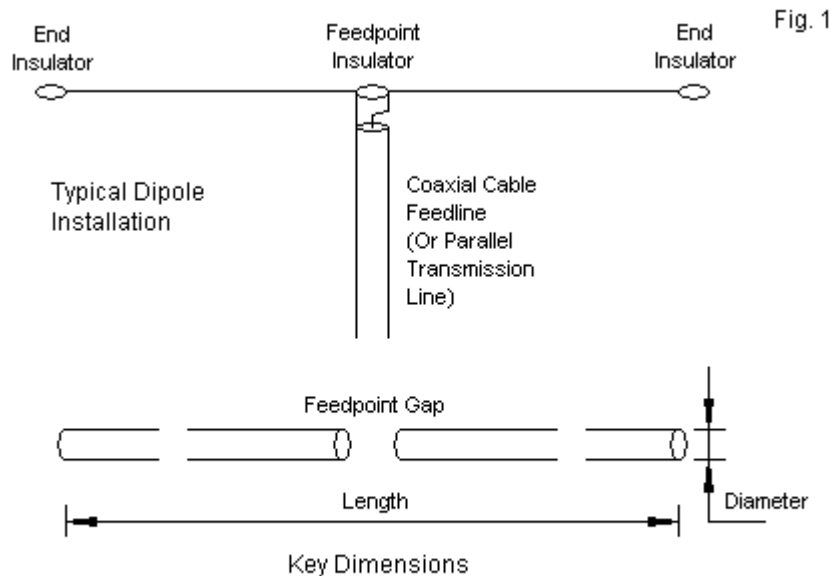 Fig. 1
End
Insulator
Feedpoint
Insulator
End
Insulator
Typical Dipole
Installation
Coaxial Cable
Feedline
(Or Parallel
Transmission
Line)
Feedpoint Gap
Length
Diameter
Key Dimensions